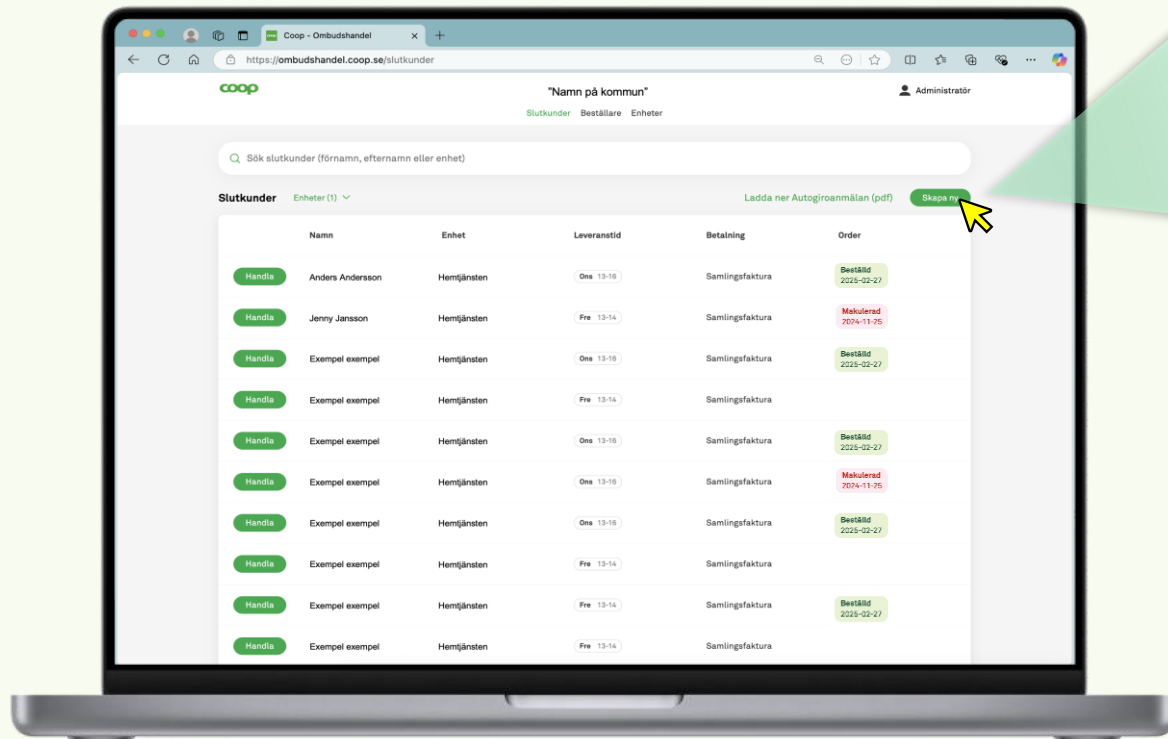 Coop - Ombudshandel
https://ombudshandel.coop.se/slutkunder
coop
"Namn på kommun"
Administratör
Slutkunder Beställare Enheter
Sök slutkunder (förnamn, efternamn eller enhet)
Slutkunder Enheter (1) Ladda ner Autogiroanmälan (pdf) Skapa ny
Namn Enhet Leveranstid Betalning Order
Handla Anders Andersson Hemtjänsten Ons 13-16 Samlingsfaktura Beställd
2025-02-27
Handla Jenny Jansson Hemtjänsten Fre 13-14 Samlingsfaktura Makulerad
2024-11-25
Handla Exempel exempel Hemtjänsten Ons 13-16 Samlingsfaktura Beställd
2025-02-27
Handla Exempel exempel Hemtjänsten Fre 13-14 Samlingsfaktura
Handla Exempel exempel Hemtjänsten Ons 13-16 Samlingsfaktura Beställd
2025-02-27
Handla Exempel exempel Hemtjänsten Ons 13-16 Samlingsfaktura Makulerad
2024-11-25
Handla Exempel exempel Hemtjänsten Ons 13-16 Samlingsfaktura Beställd
2025-02-27
Handla Exempel exempel Hemtjänsten Fre 13-14 Samlingsfaktura
Handla Exempel exempel Hemtjänsten Fre 13-14 Samlingsfaktura Beställd
2025-02-27
Handla Exempel exempel Hemtjänsten Fre 13-14 Samlingsfaktura